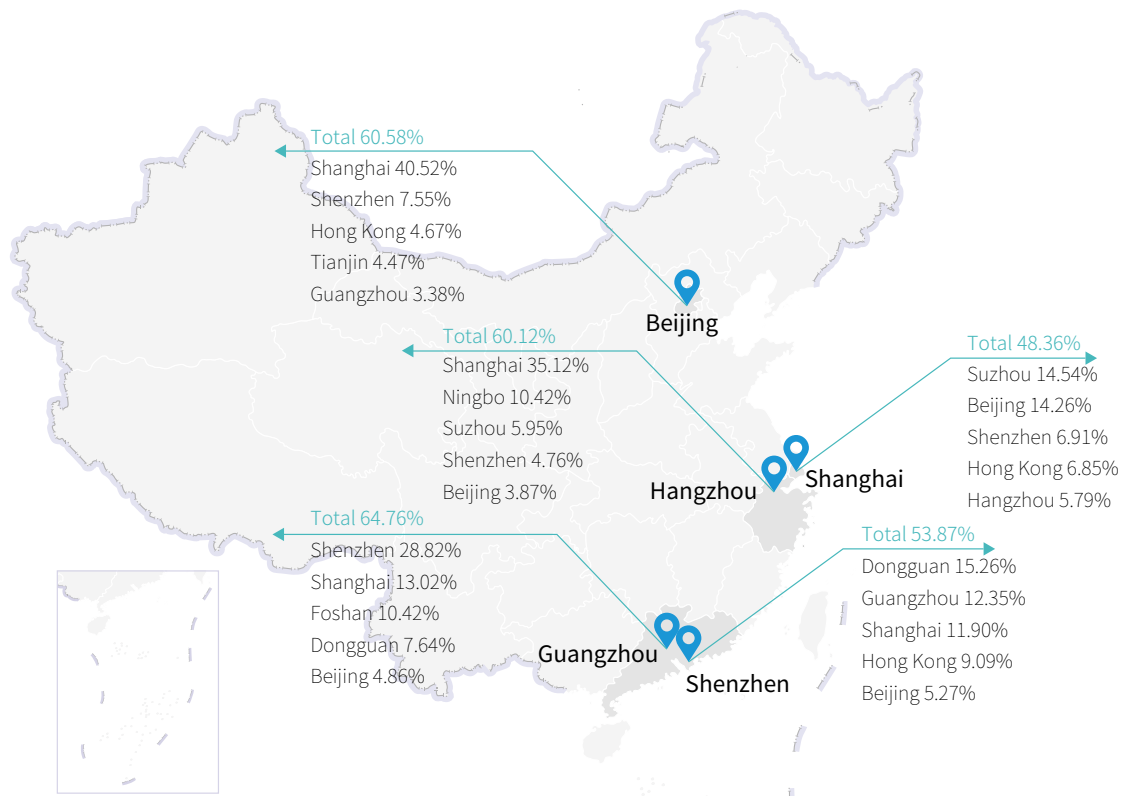 Total 60.58%
Shanghai 40.52%
Shenzhen 7.55%
Hong Kong 4.67%
Tianjin 4.47%
Guangzhou 3.38%
Beijing
Total 60.12%
Shanghai 35.12%
Ningbo 10.42%
Suzhou 5.95%
Shenzhen 4.76%
Beijing 3.87%
Hangzhou
Total 48.36%
Suzhou 14.54%
Beijing 14.26%
Shenzhen 6.91%
Hong Kong 6.85%
Hangzhou 5.79%
Shanghai
Total 64.76%
Shenzhen 28.82%
Shanghai 13.02%
Foshan 10.42%
Dongguan 7.64%
Beijing 4.86%
Guangzhou
Total 53.87%
Dongguan 15.26%
Guangzhou 12.35%
Shanghai 11.90%
Hong Kong 9.09%
Beijing 5.27%
Shenzhen